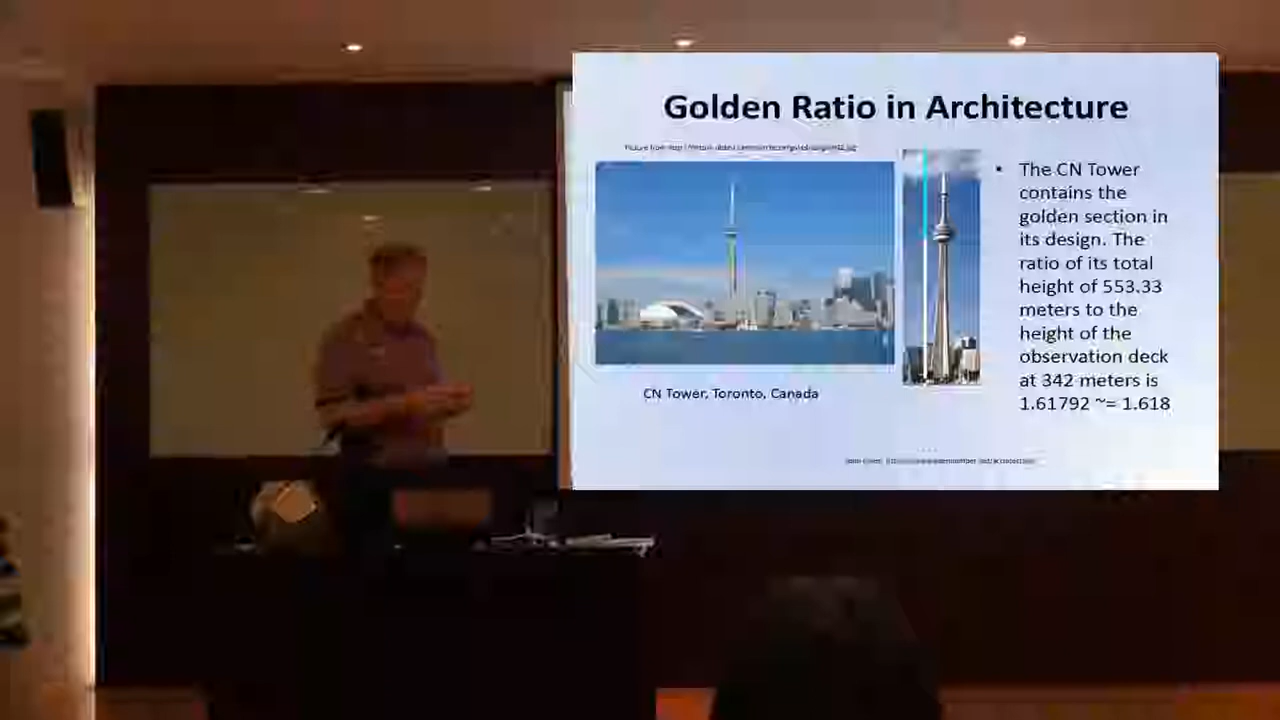 Golden Ratio in Architecture
Picture from
• The CN Tower
contains the
golden section in
its design. The
ratio of its total
height of 553.33
meters to the
height of the
observation deck
at 342 meters is
1.61792 ~= 1.618
CN Tower, Toronto, Canada